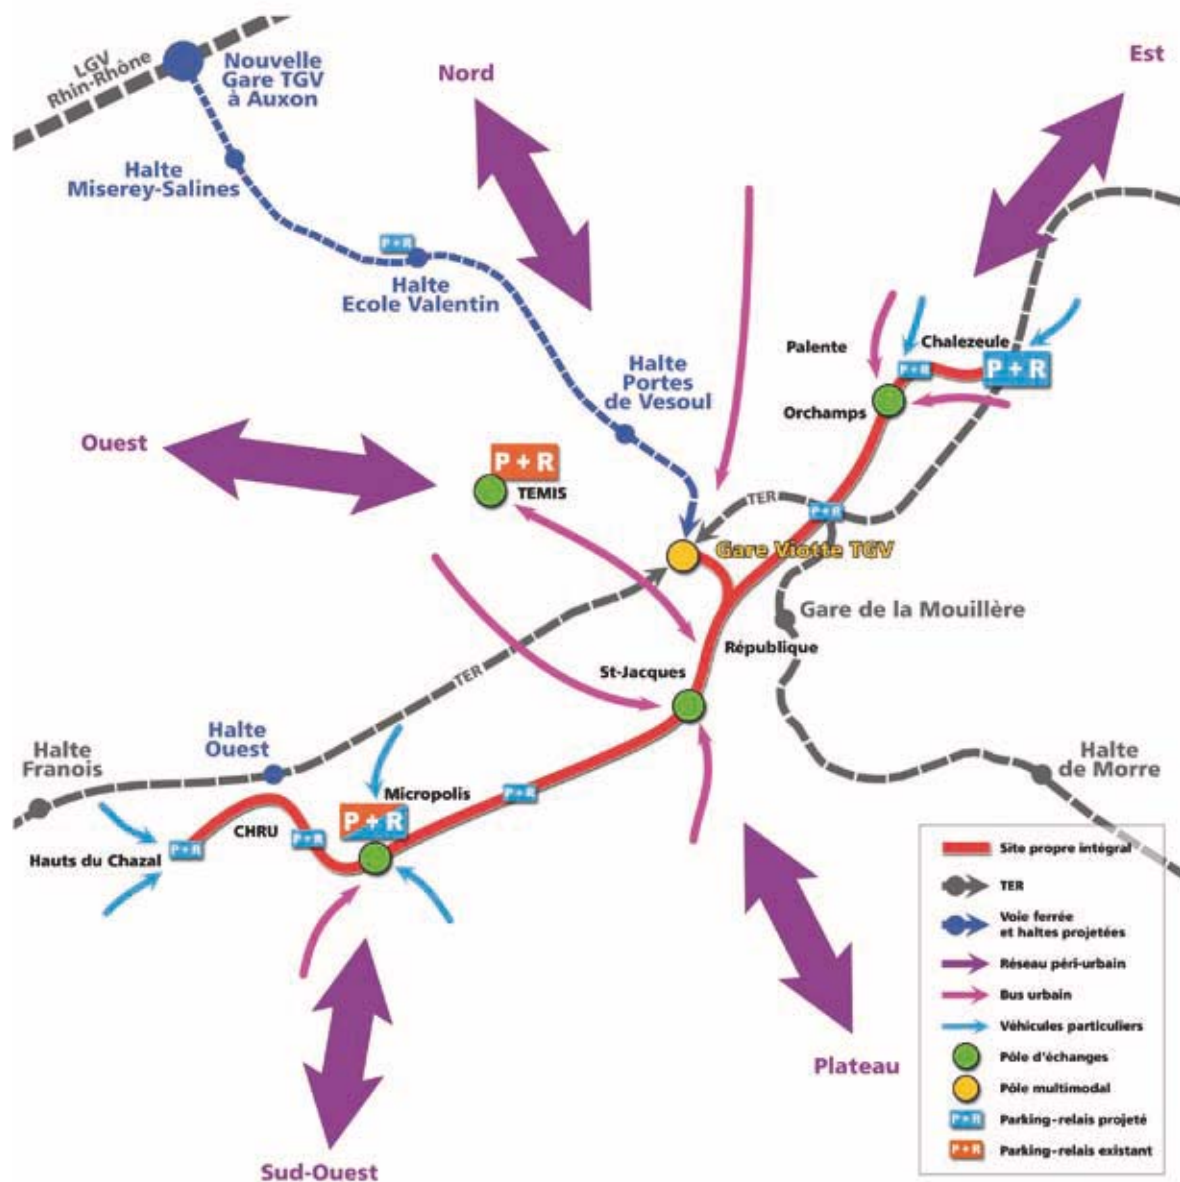 LGV
Rhin-Rhône
Nouvelle
Gare TGV
à Auxon
Nord
Est
Halte
Miserey-Salines
P+R
Halte
Ecole Valentin
Palente
Chalezeule
P+R
P+R
Halte
Portes
de Vesoul
Orchamps
Ouest
P+R
TEMIS
TER
P+R
Gare Viotte TGV
Gare de la Mouillère
République
St-Jacques
TER
Halte
Ouest
Halte
Franois
Halte
de Morre
Micropolis
P+R
P+R
CHRU
P+R
P+R
Hauts du Chazal
Plateau
Sud-Ouest
Site propre intégral
TER
Voie ferrée
et haltes projetées
Réseau péri-urbain
Bus urbain
Véhicules particuliers
Pôle d'échanges
Pôle multimodal
P+R Parking-relais projeté
P+R Parking-relais existant